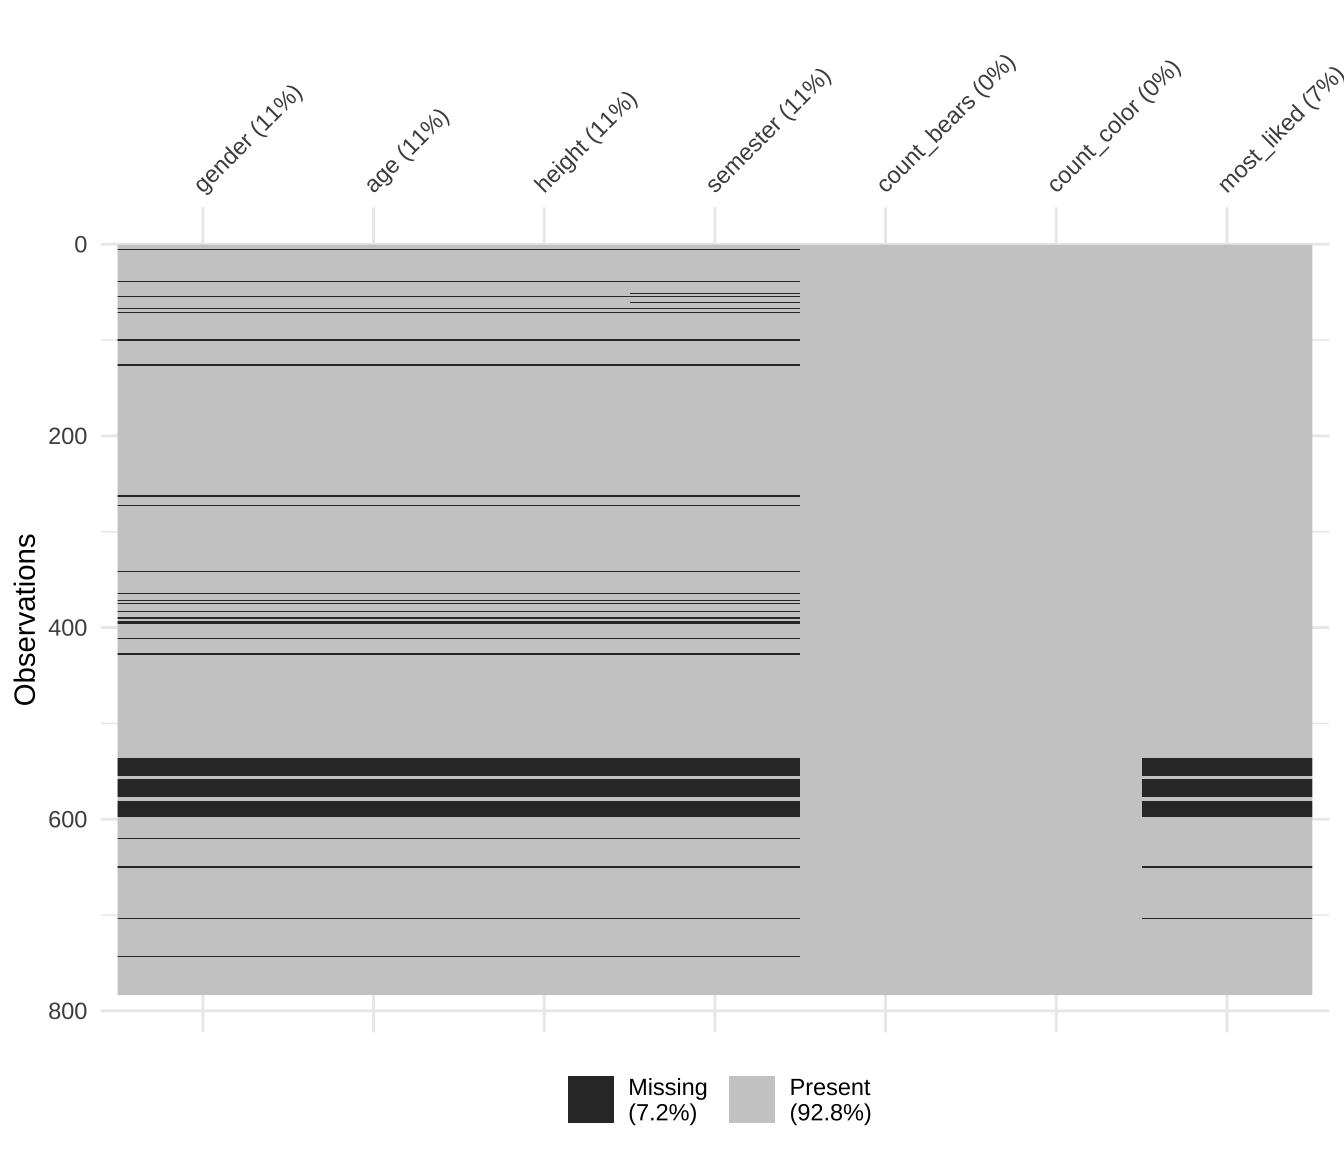 gender (11%)
age (11%)
height (11%)
semester (11%)
count_bears (0%)
count_color (0%)
most_liked (7%)
0
200
400
600
800
Observations
Missing
(7.2%)
Present
(92.8%)